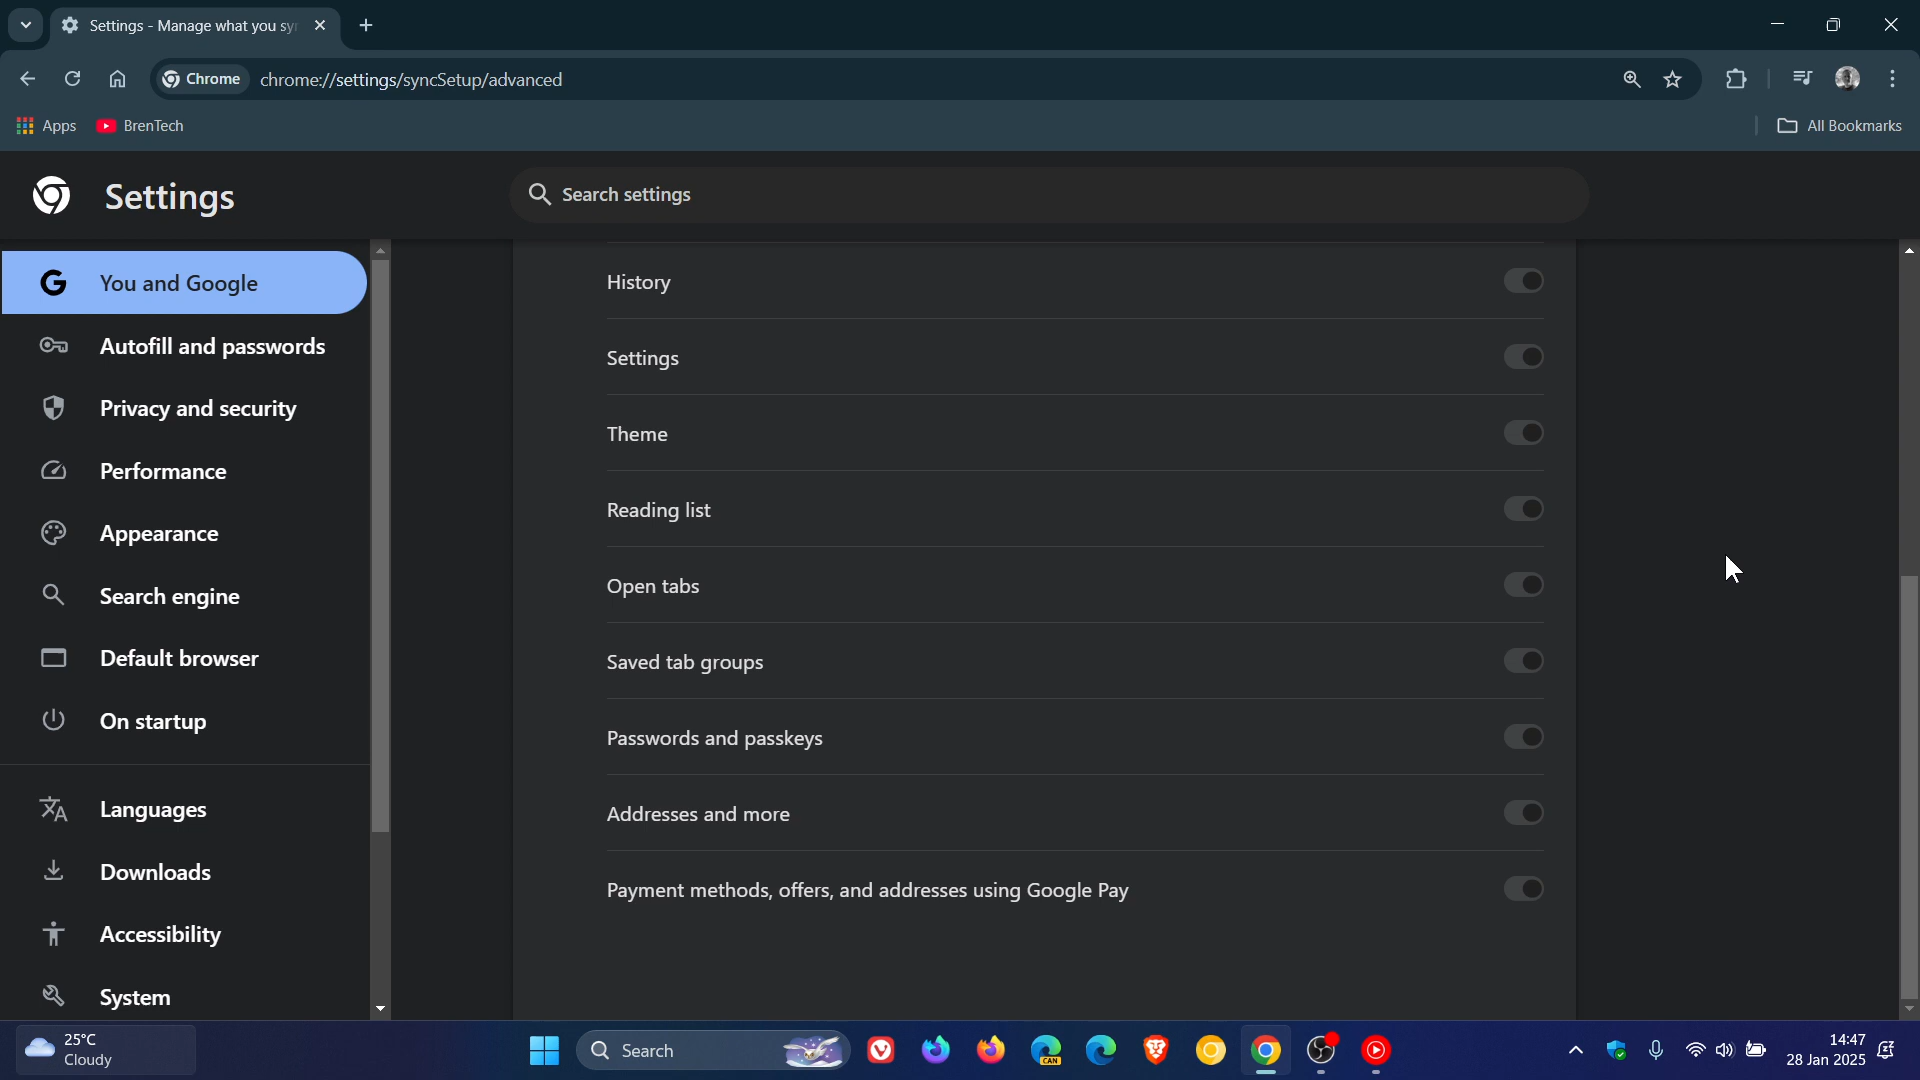 Settings - Manage what you sy
Chrome
chrome://settings/syncSetup/advanced
Apps
BrenTech
All Bookmarks
Settings
Search settings
You and Google
Autofill and passwords
Privacy and security
Performance
Appearance
Search engine
Default browser
On startup
Languages
Downloads
Accessibility
System
History
Settings
Theme
Reading list
Open tabs
Saved tab groups
Passwords and passkeys
Addresses and more
Payment methods, offers, and addresses using Google Pay
25°C
Cloudy
Search
CAN
14:47
28 Jan 2025